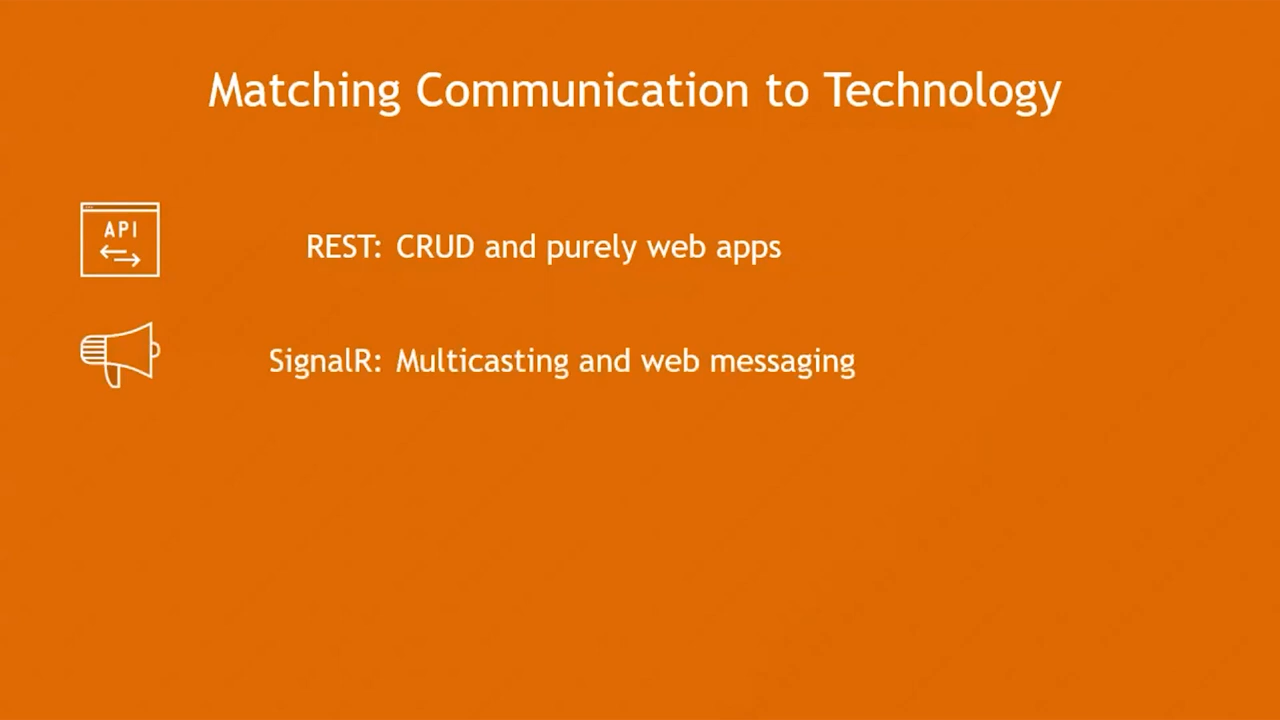 Matching Communication to Technology
API
REST: CRUD and purely web apps
SignalR: Multicasting and web messaging